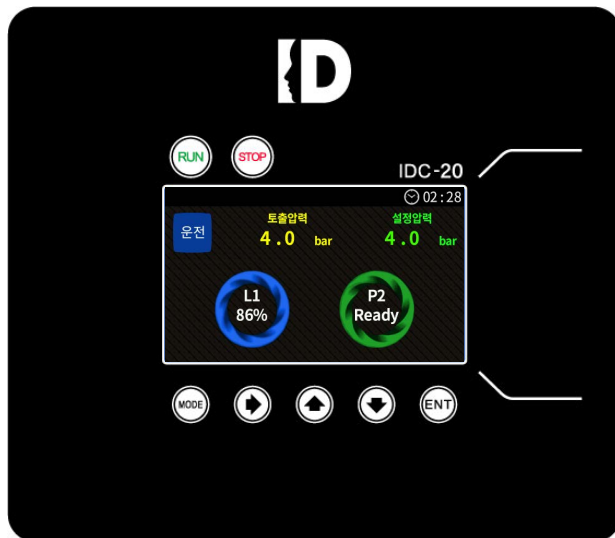 ID
RUN STOP
IDC-20
02:28
운전
토출압력
4.0 bar
설정압력
4.0 bar
L1
86%
P2
Ready
MODE
ENT